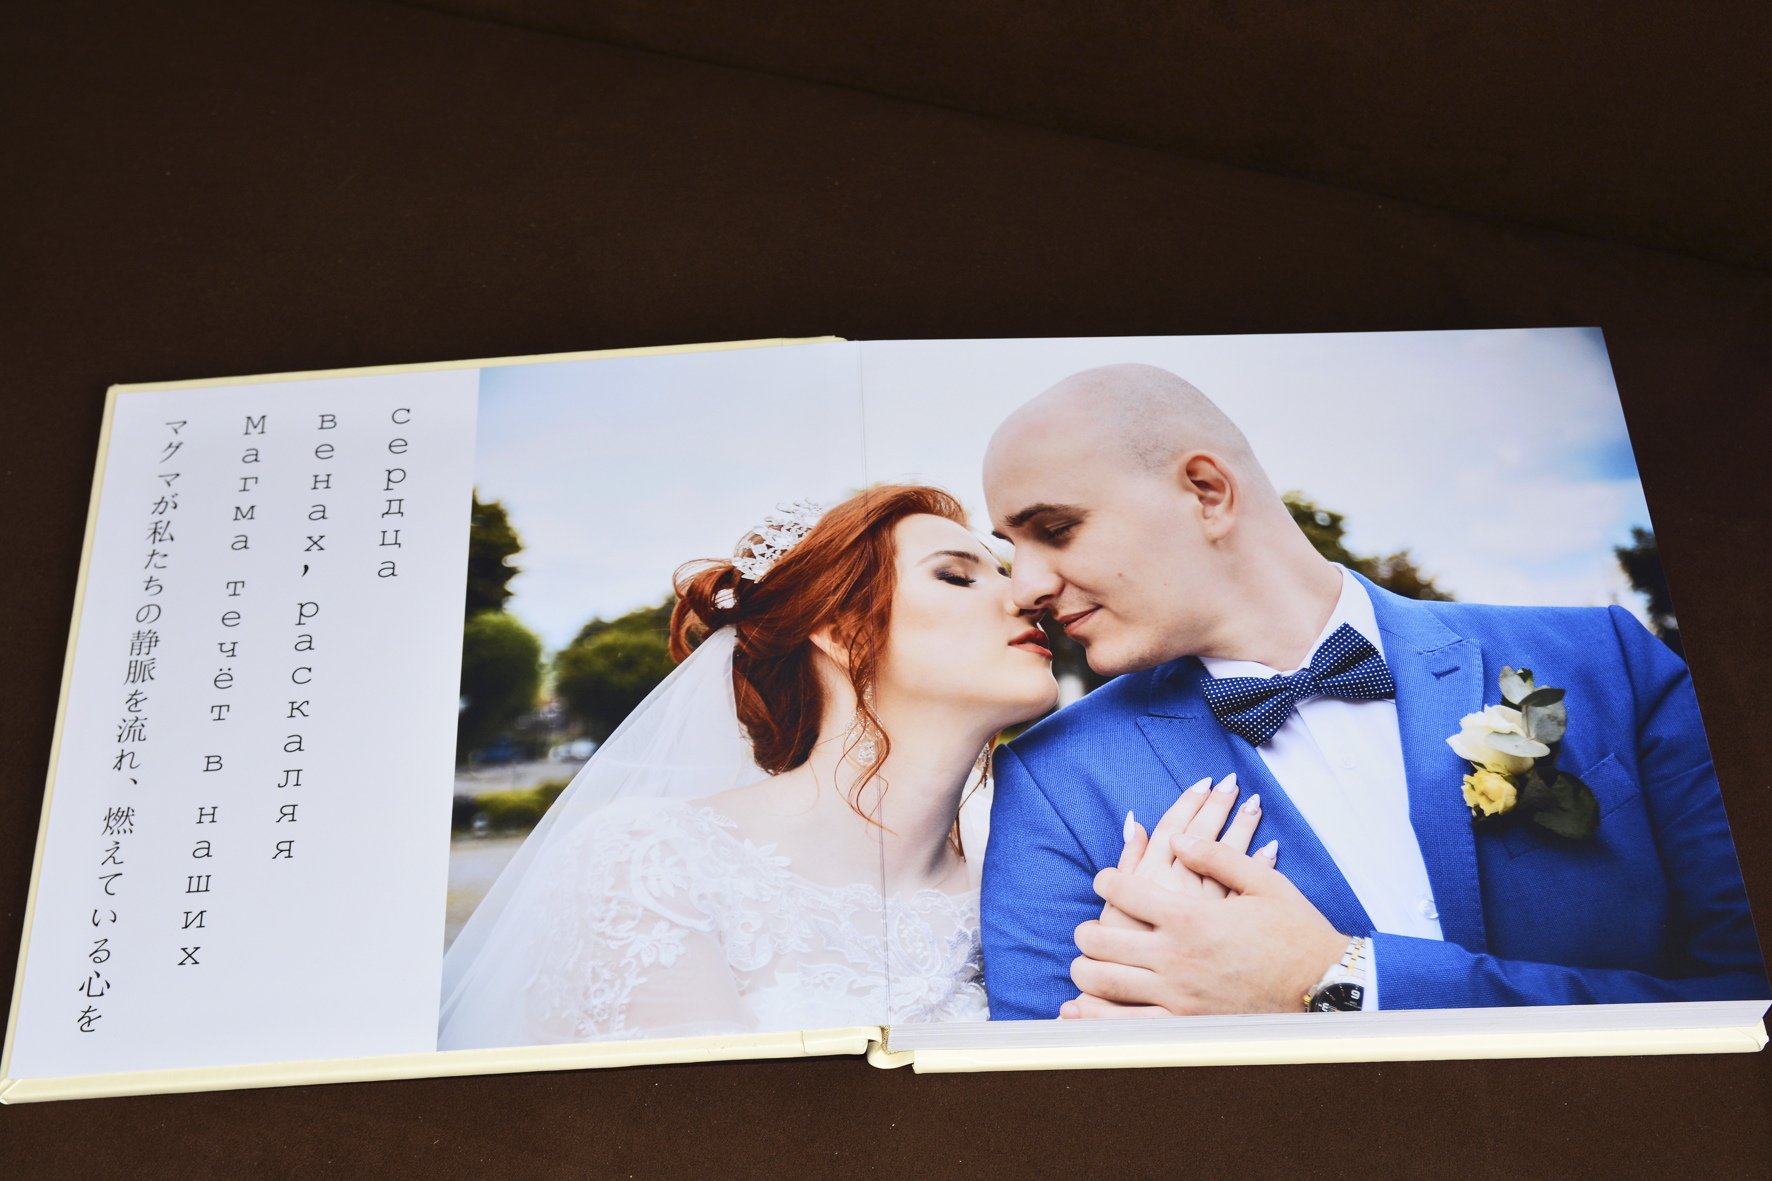 マグマが私たちの静脈を流れ、燃えている心を
Магма течёт в наших
венах, раскаляя
сердца